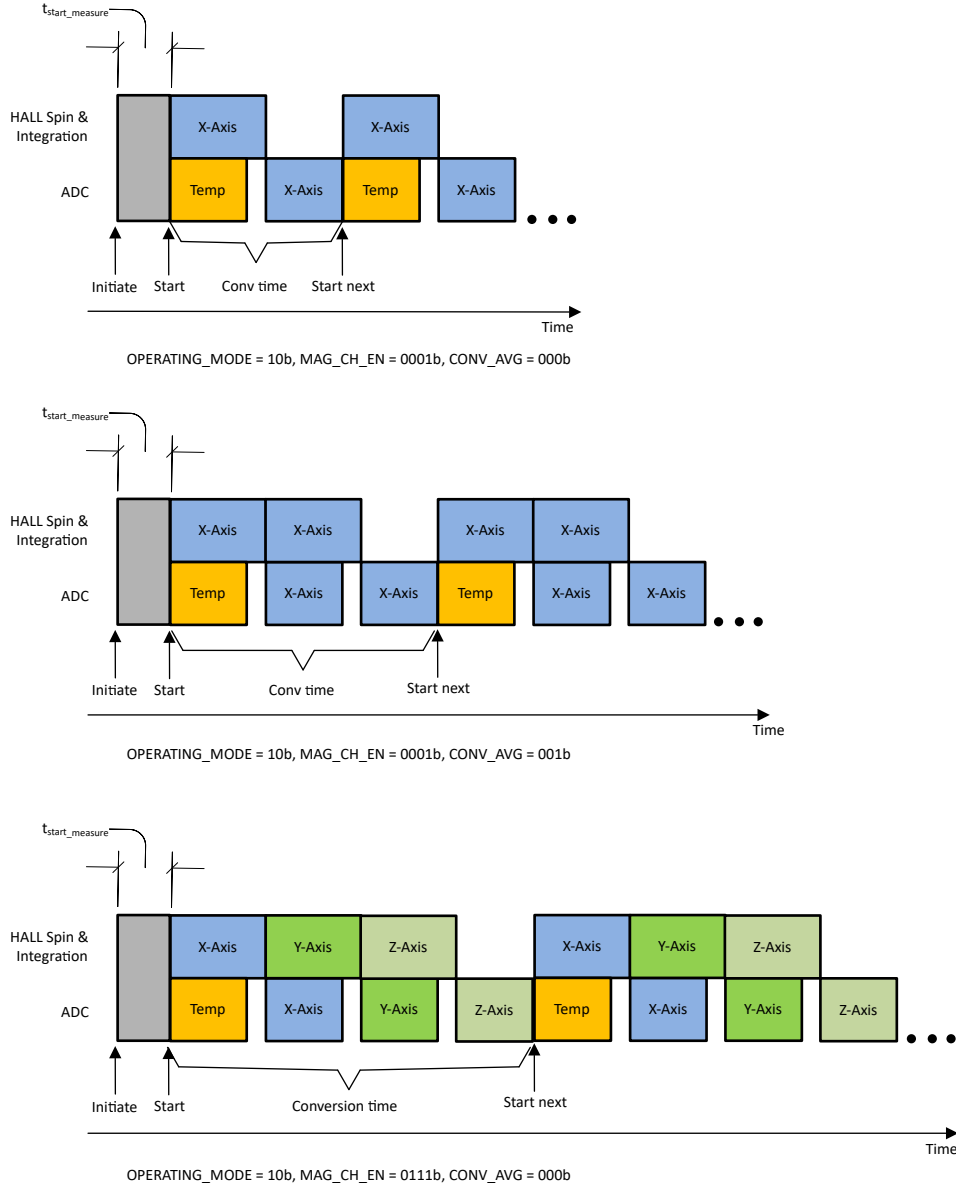 tstart_measure
HALL Spin &
Integration
X-Axis X-Axis
ADC
Temp X-Axis Temp X-Axis
Initiate Start Conv time Start next
Time
OPERATING_MODE = 10b, MAG_CH_EN = 0001b, CONV_AVG = 000b
tstart_measure
HALL Spin &
Integration
X-Axis X-Axis X-Axis X-Axis
ADC
Temp X-Axis X-Axis Temp X-Axis X-Axis
Initiate Start Conv time Start next
Time
OPERATING_MODE = 10b, MAG_CH_EN = 0001b, CONV_AVG = 001b
tstart_measure
HALL Spin &
Integration
X-Axis Y-Axis Z-Axis X-Axis Y-Axis Z-Axis
ADC
Temp X-Axis Y-Axis Z-Axis Temp X-Axis Y-Axis Z-Axis
Initiate Start Conversion time Start next
Time
OPERATING_MODE = 10b, MAG_CH_EN = 0111b, CONV_AVG = 000b